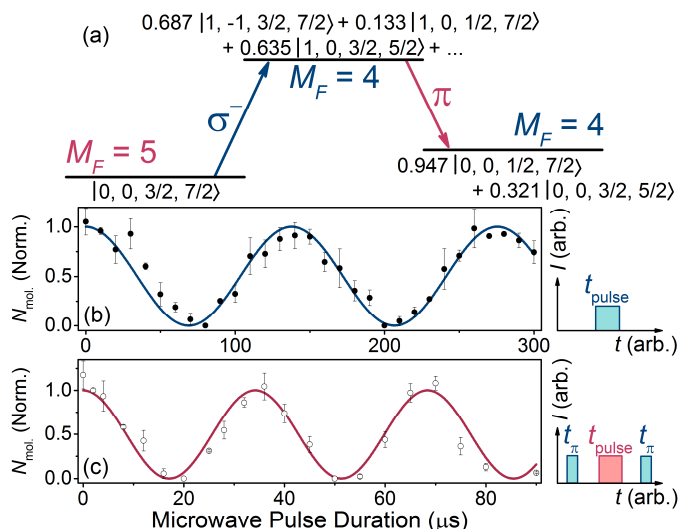 (a)
0.687 |1, -1, 3/2, 7/2⟩ + 0.133 |1, 0, 1/2, 7/2⟩
+ 0.635 |1, 0, 3/2, 5/2⟩ + ...
M_F = 4
σ⁻
π
M_F = 5
|0, 0, 3/2, 7/2⟩
M_F = 4
0.947 |0, 0, 1/2, 7/2⟩
+ 0.321 |0, 0, 3/2, 5/2⟩
N_mol. (Norm.)
1.0
0.5
0.0
(b)
0
100
200
300
I (arb.)
t_pulse
t (arb.)
N_mol. (Norm.)
1.0
0.5
0.0
(c)
0
20
40
60
80
Microwave Pulse Duration (μs)
I (arb.)
t_π t_pulse t_π
t (arb.)